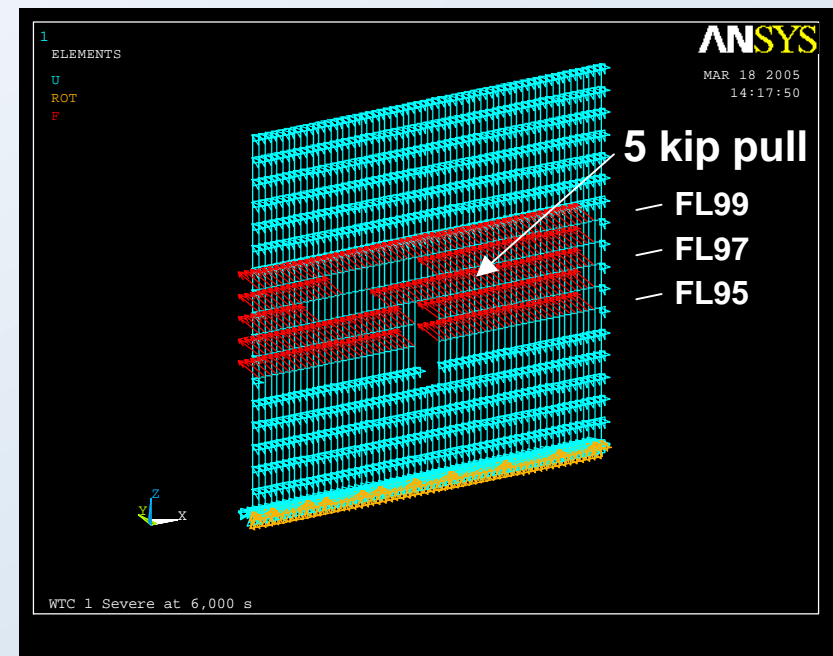 1
ELEMENTS
U
ROT
F
ANSYS
MAR 18 2005
14:17:50
5 kip pull
FL99
FL97
FL95
Z
Y
X
WTC 1 Severe at 6,000 s